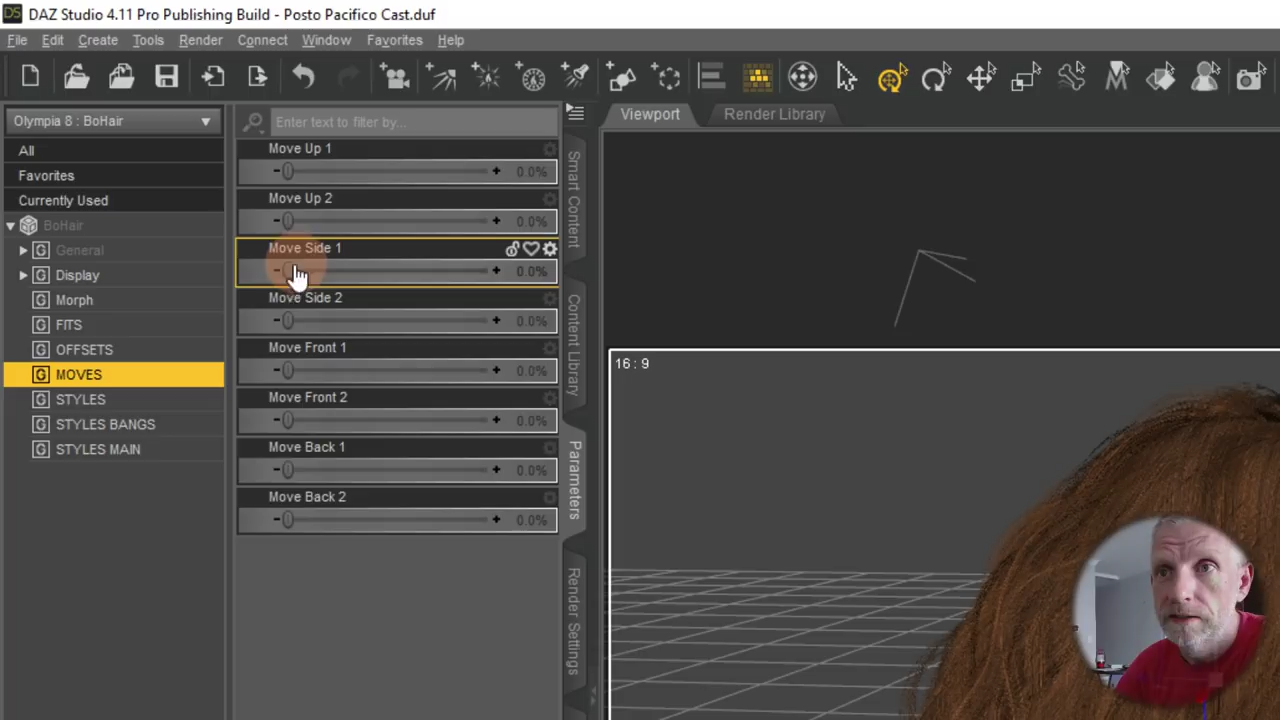 DS DAZ Studio 4.11 Pro Publishing Build - Posto Pacifico Cast.duf
File Edit Create Tools Render Connect Window Favorites Help
Olympia 8 : BoHair
Enter text to filter by...
Viewport
Render Library
All
Favorites
Currently Used
BoHair
G General
G Display
G Morph
G FITS
G OFFSETS
G MOVES
G STYLES
G STYLES BANGS
G STYLES MAIN
Move Up 1
- + 0.0%
Move Up 2
- + 0.0%
Move Side 1
- + 0.0%
Move Side 2
- + 0.0%
Move Front 1
- + 0.0%
Move Front 2
- + 0.0%
Move Back 1
- + 0.0%
Move Back 2
- + 0.0%
Smart Content
Content Library
Parameters
Render Settings
16 : 9